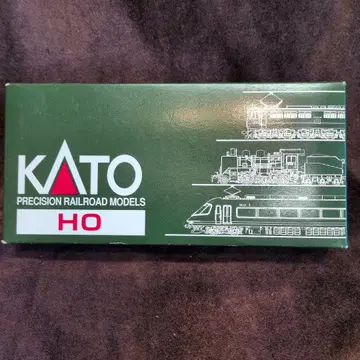 KATO
PRECISION RAILROAD MODELS
HO